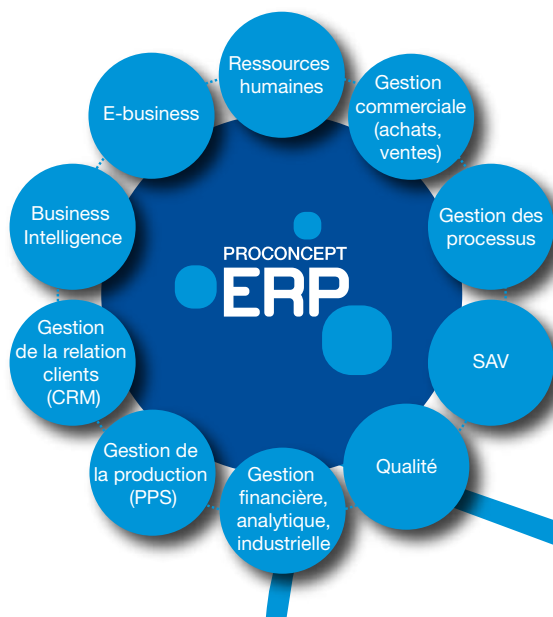 Ressources
humaines
Gestion
commerciale
(achats,
ventes)
E-business
Gestion des
processus
Business
Intelligence
PROCONCEPT
ERP
SAV
Gestion
de la relation
clients
(CRM)
Qualité
Gestion de
la production
(PPS)
Gestion
financière,
analytique,
industrielle